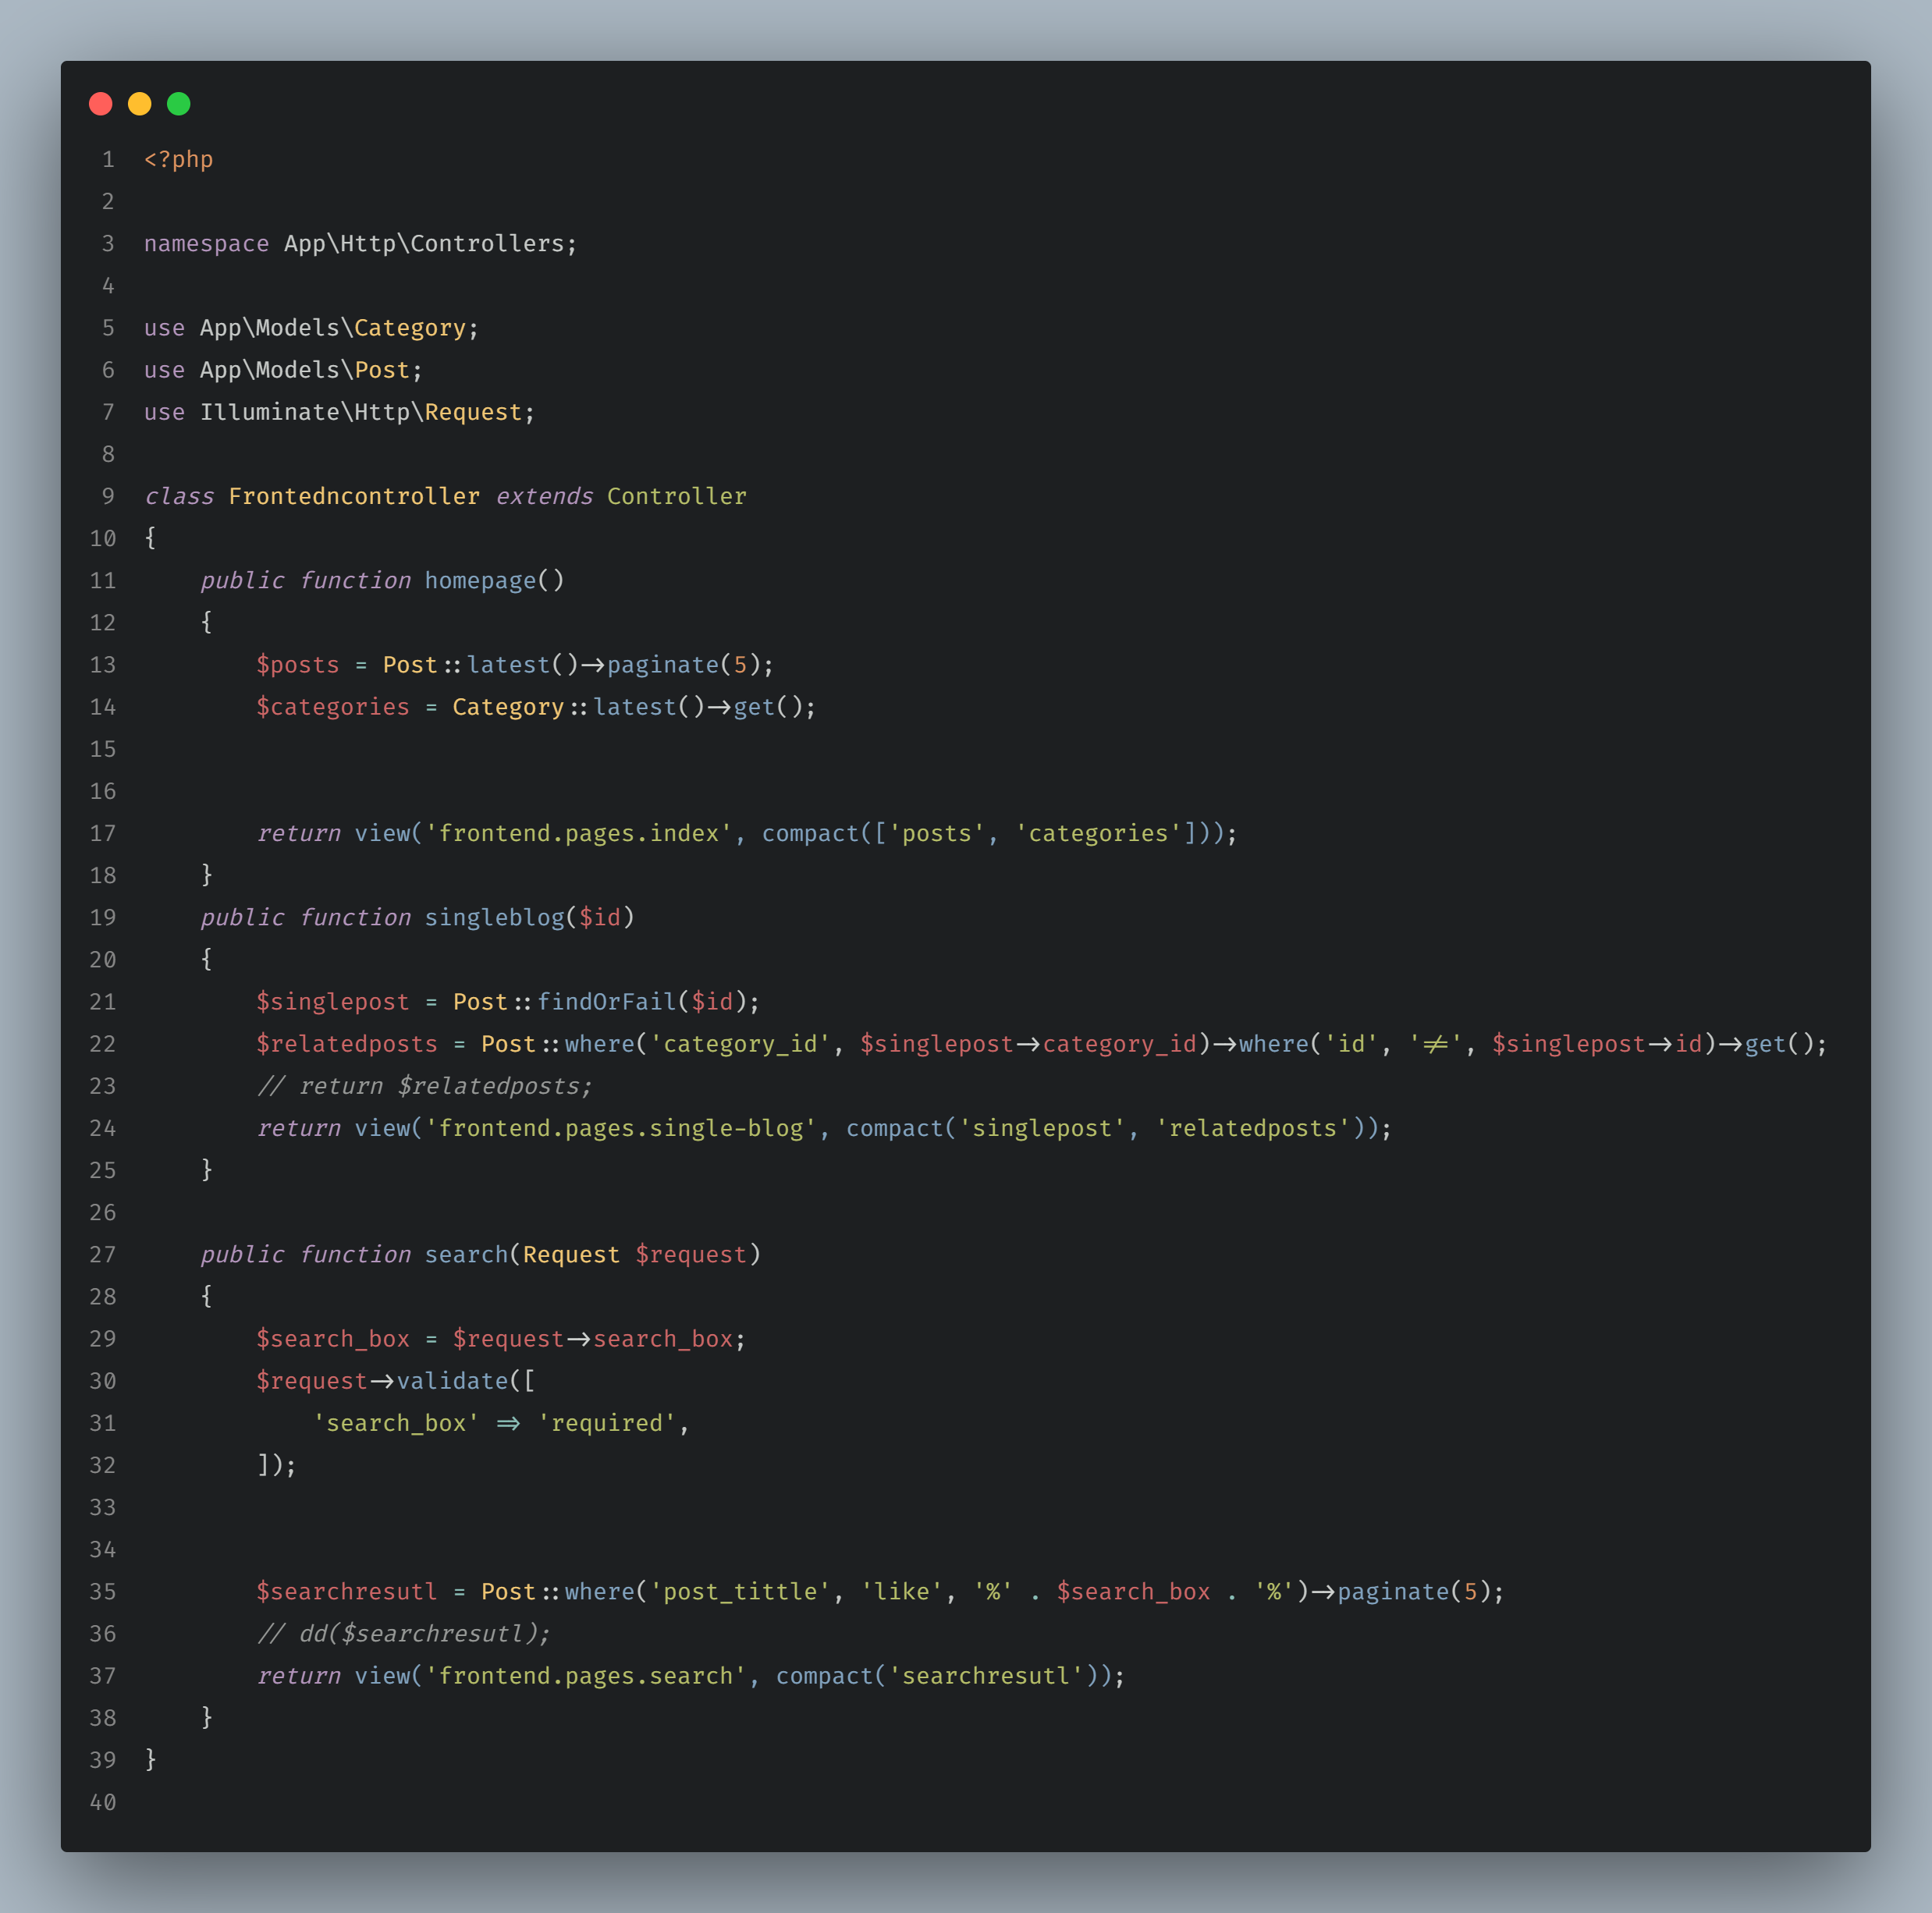 1 <?php
2
3 namespace App\Http\Controllers;
4
5 use App\Models\Category;
6 use App\Models\Post;
7 use Illuminate\Http\Request;
8
9 class Frontedncontroller extends Controller
10 {
11     public function homepage()
12     {
13         $posts = Post::latest()->paginate(5);
14         $categories = Category::latest()->get();
15
16
17         return view('frontend.pages.index', compact(['posts', 'categories']));
18     }
19     public function singleblog($id)
20     {
21         $singlepost = Post::findOrFail($id);
22         $relatedposts = Post::where('category_id', $singlepost->category_id)->where('id', '!=', $singlepost->id)->get();
23         // return $relatedposts;
24         return view('frontend.pages.single-blog', compact('singlepost', 'relatedposts'));
25     }
26
27     public function search(Request $request)
28     {
29         $search_box = $request->search_box;
30         $request->validate([
31             'search_box' => 'required',
32         ]);
33
34
35         $searchresutl = Post::where('post_tittle', 'like', '%' . $search_box . '%')->paginate(5);
36         // dd($searchresutl);
37         return view('frontend.pages.search', compact('searchresutl'));
38     }
39 }
40